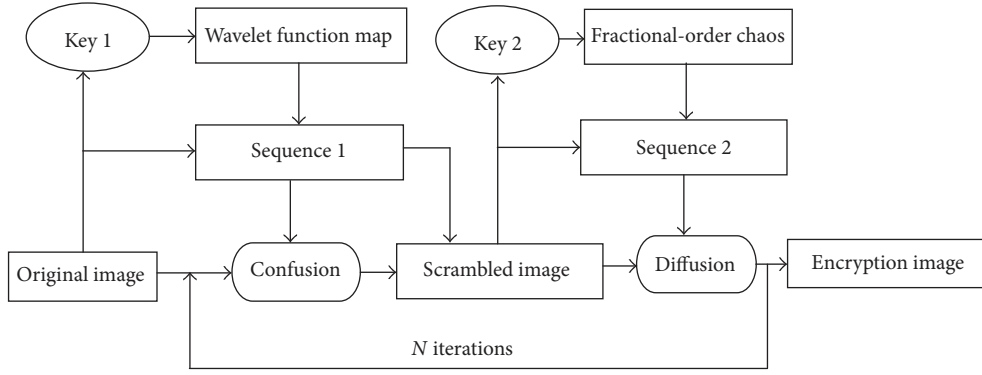 Key 1
Wavelet function map
Key 2
Fractional-order chaos
Sequence 1
Sequence 2
Original image
Confusion
Scrambled image
Diffusion
Encryption image
N iterations